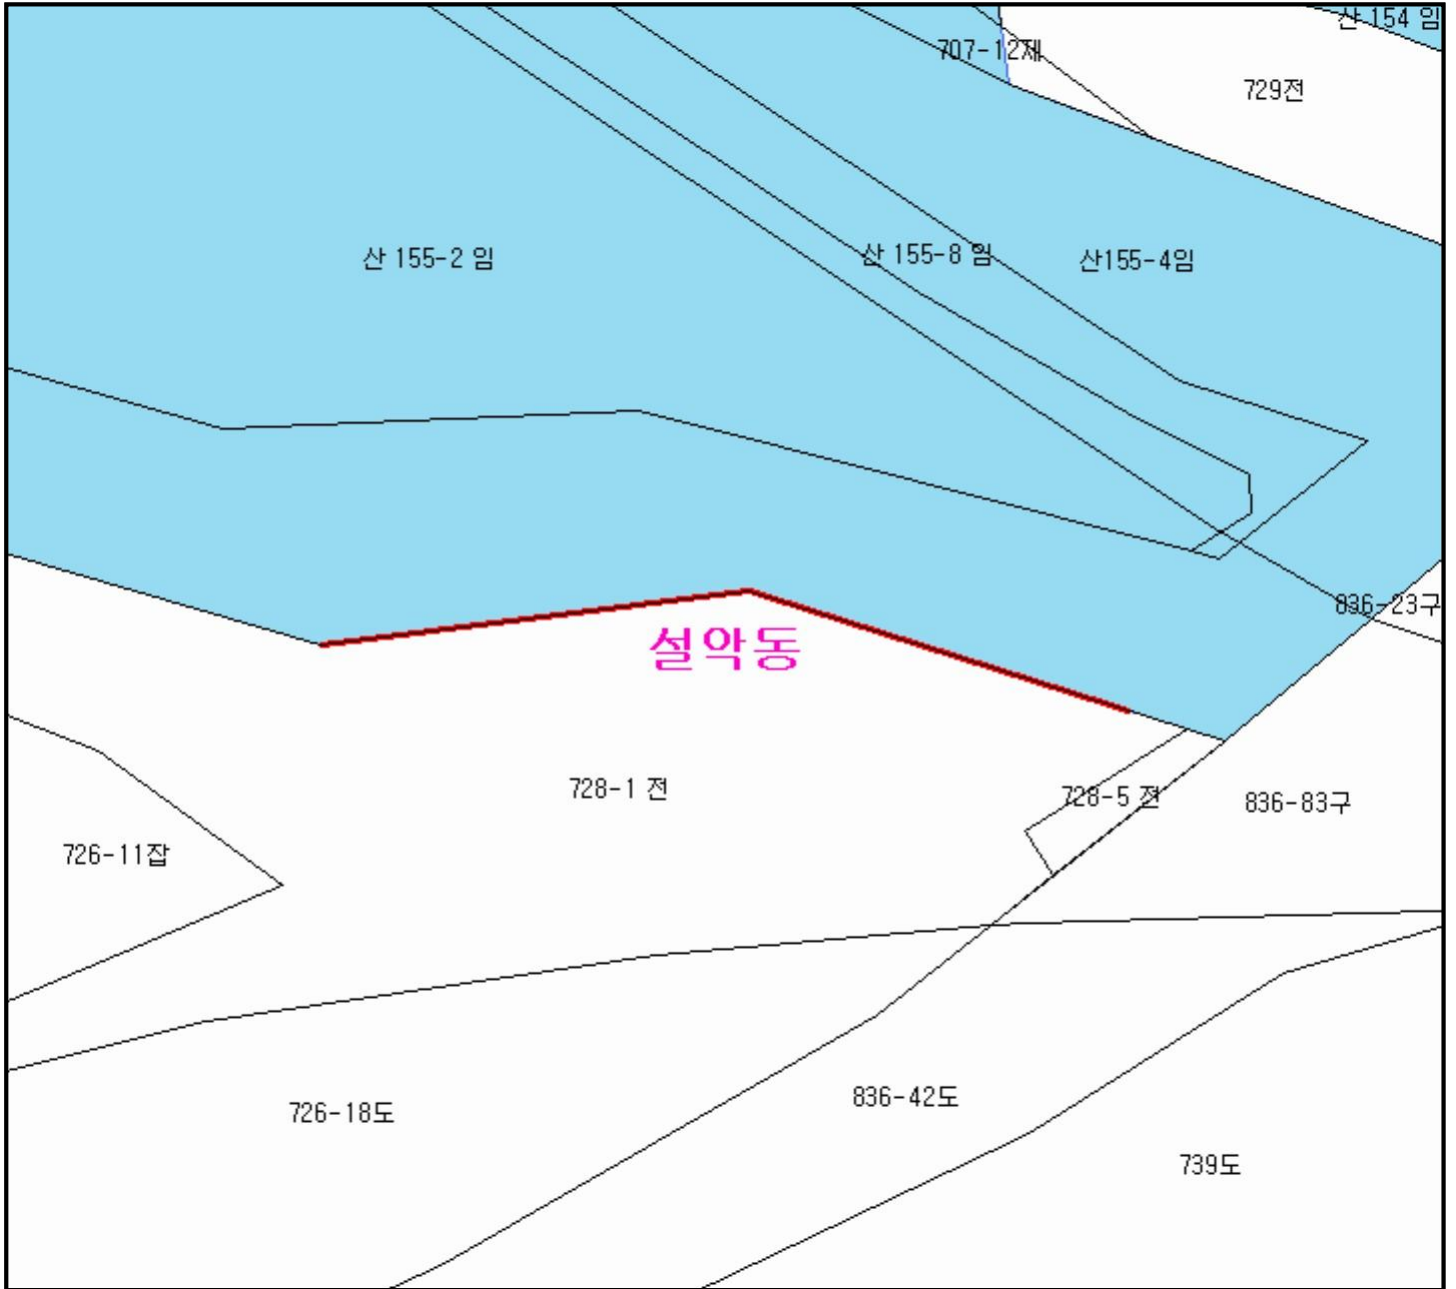 산 154 임
707-12제
729전
산 155-2 임
산 155-8 임
산155-4임
836-23구
설악동
728-1 전
728-5 전
836-83구
726-11잡
726-18도
836-42도
739도